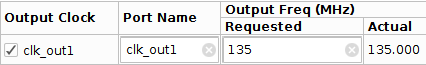 Output Clock Port Name Output Freq (MHz)
Requested Actual
clk_out1 clk_out1 135 135.000